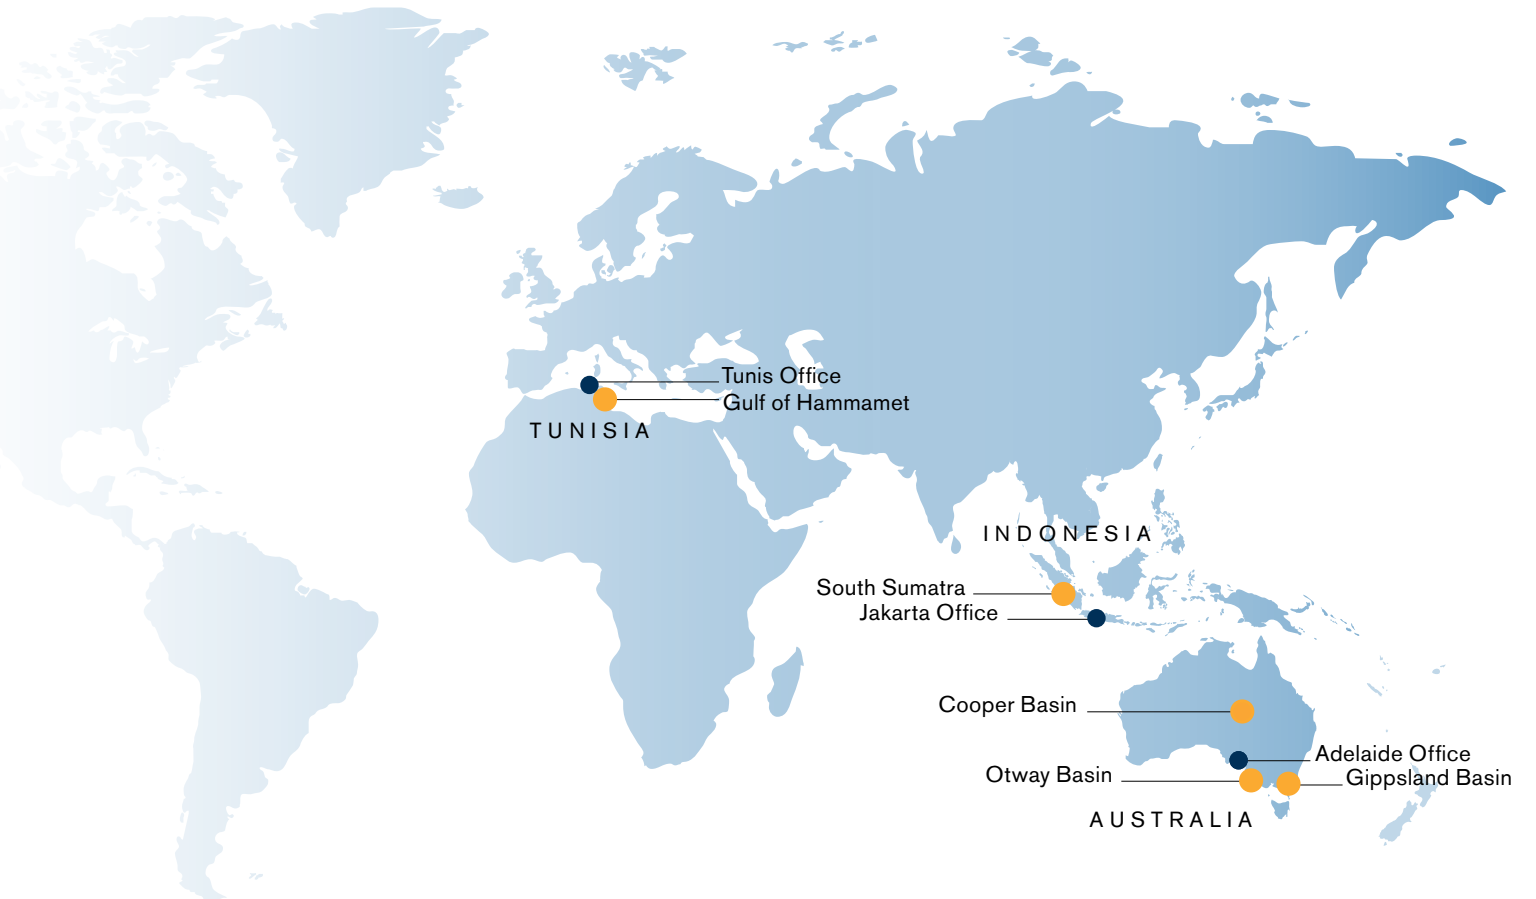 Tunis Office
Gulf of Hammamet
TUNISIA
INDONESIA
South Sumatra
Jakarta Office
Cooper Basin
Adelaide Office
Otway Basin
Gippsland Basin
AUSTRALIA